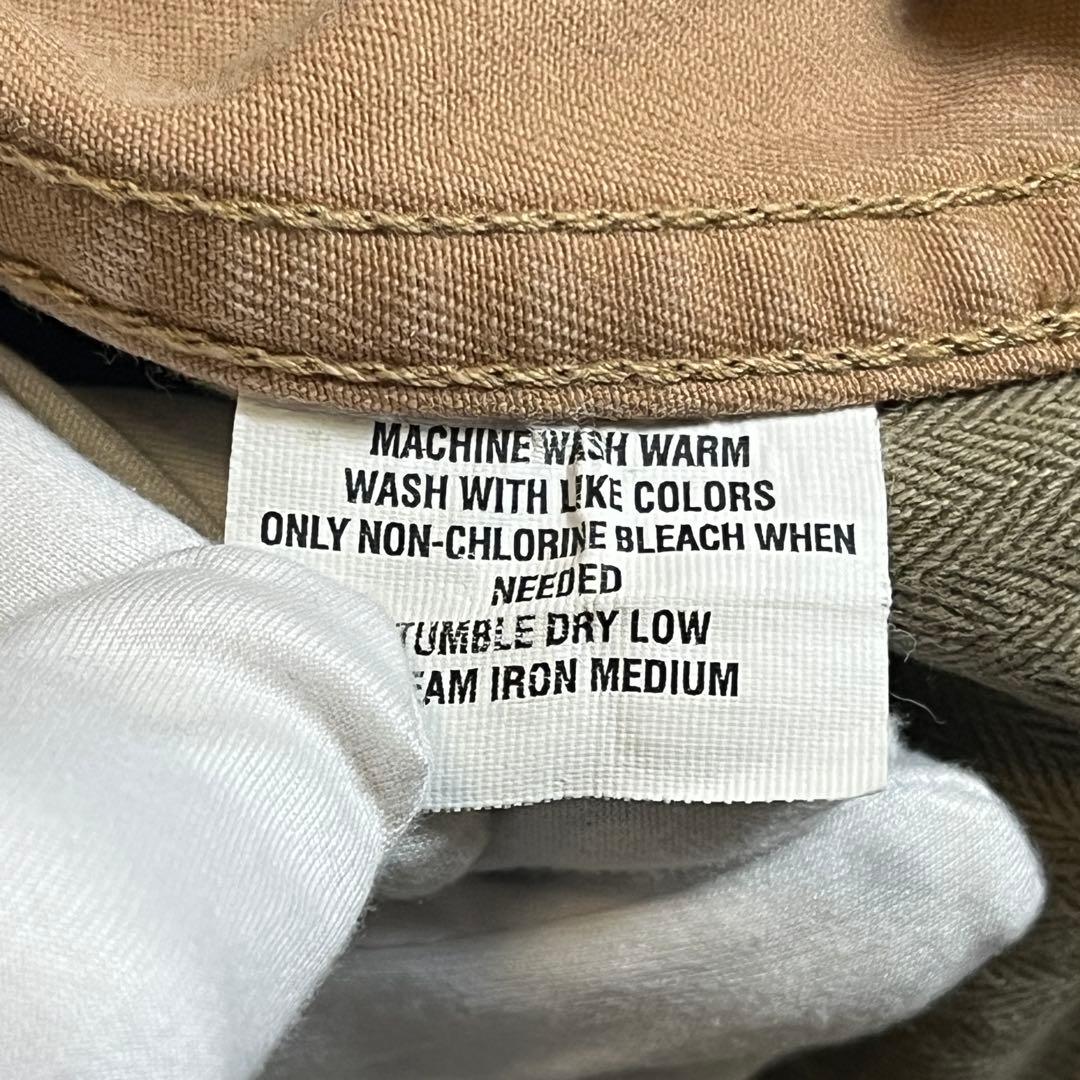 MACHINE WASH WARM
WASH WITH LIKE COLORS
ONLY NON-CHLORINE BLEACH WHEN
NEEDED
TUMBLE DRY LOW
EAM IRON MEDIUM